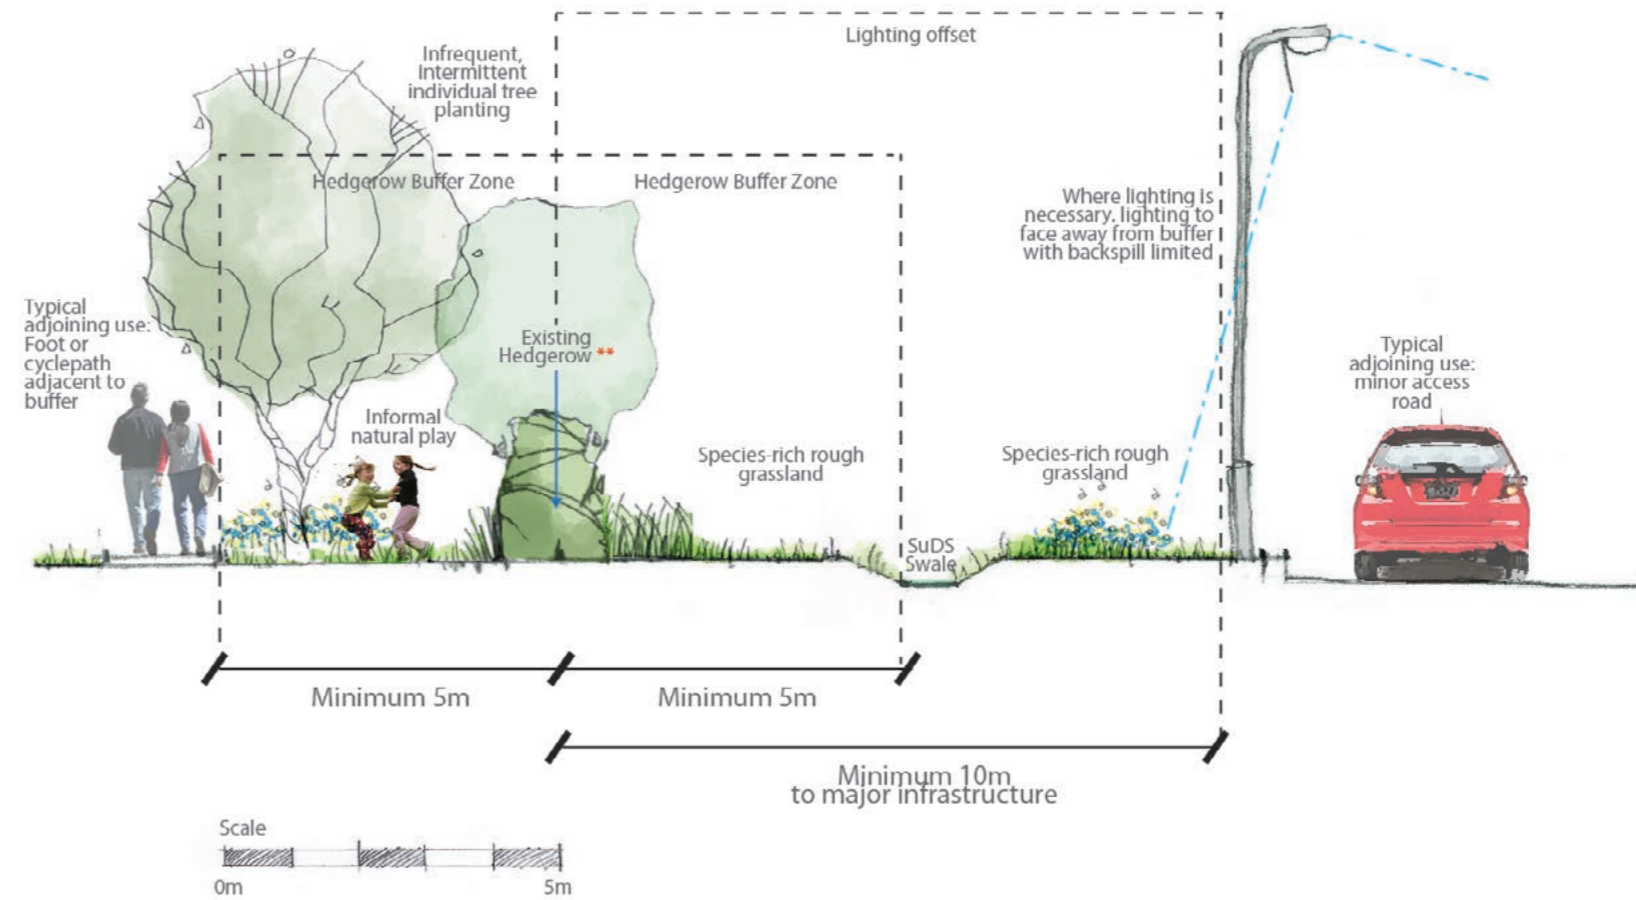 Lighting offset
Infrequent,
intermittent
individual tree
planting
Hedgerow Buffer Zone
Hedgerow Buffer Zone
Where lighting is
necessary. lighting to
face away from buffer
with backspill limited
Typical
adjoining use:
Foot or
cyclepath
adjacent to
buffer
Existing
Hedgerow **
Typical
adjoining use:
minor access
road
Informal
natural play
Species-rich rough
grassland
Species-rich rough
grassland
SuDS
Swale
Minimum 5m
Minimum 5m
Minimum 10m
to major infrastructure
Scale
0m
5m